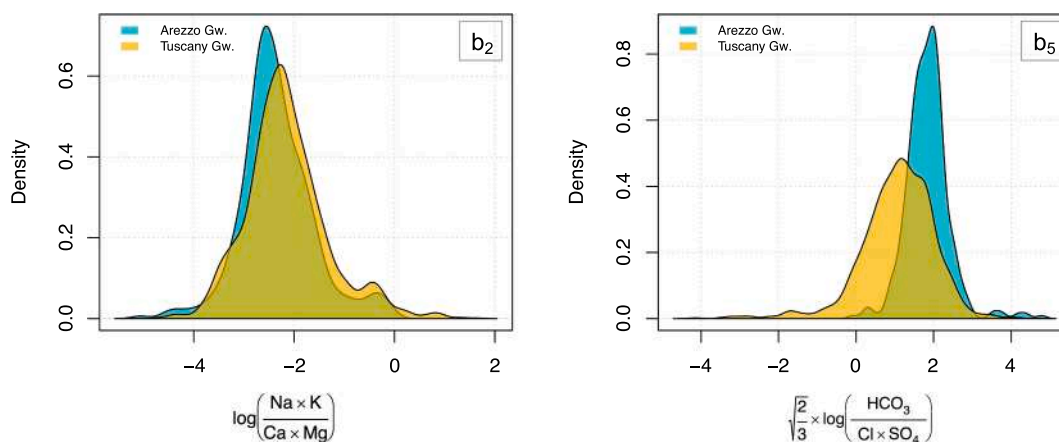 Arezzo Gw.
Tuscany Gw.
b2
Density
0.0
0.2
0.4
0.6
−4
−2
0
2
log(Na×K/Ca×Mg)
Arezzo Gw.
Tuscany Gw.
b5
Density
0.0
0.2
0.4
0.6
0.8
−4
−2
0
2
4
√2/3 ×log(HCO3/Cl×SO4)